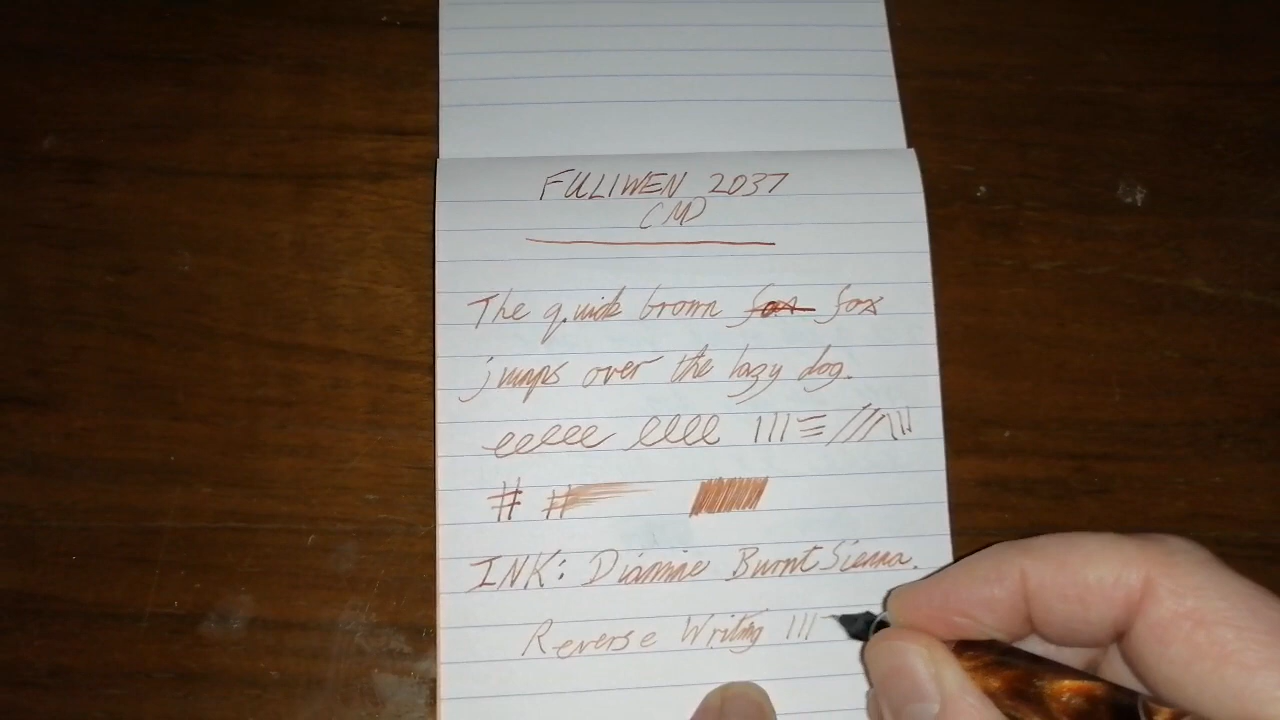 FULIWEN 2037
CMD
The quick brown fox fox
jumps over the lazy dog.
eeeeee llll
# #
INK: Diamine Burnt Sienna.
Reverse Writing